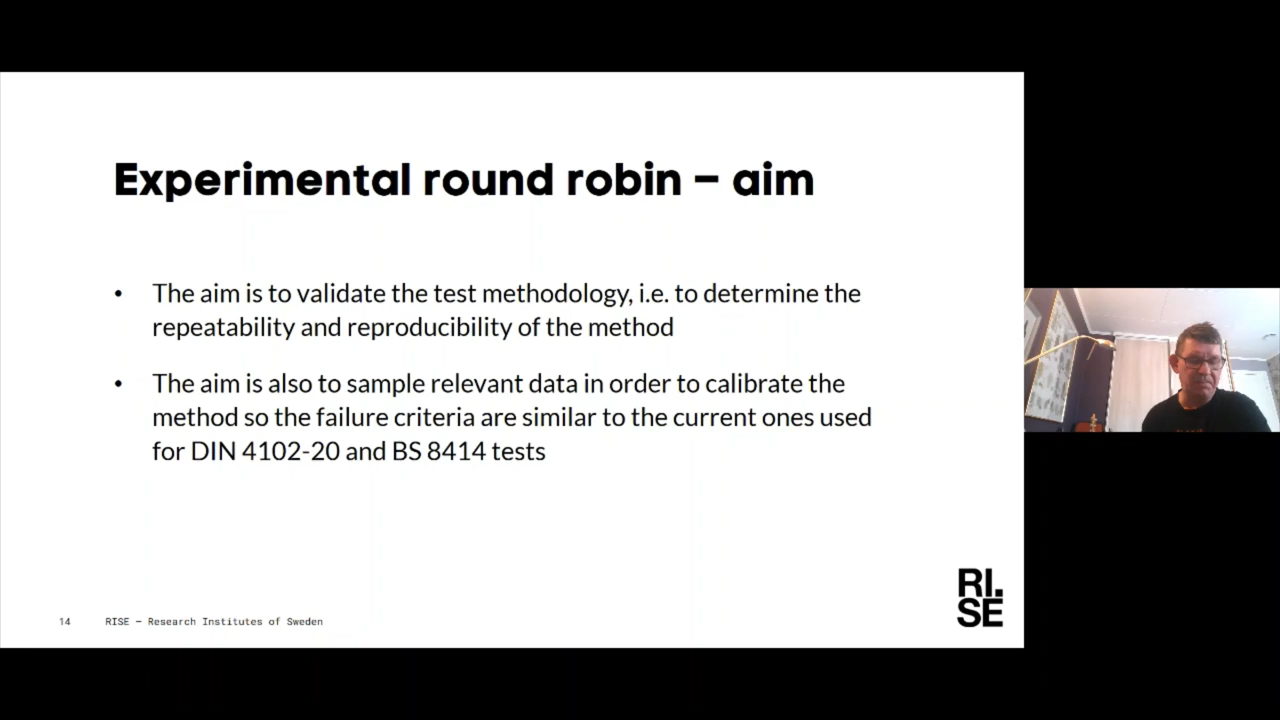 Experimental round robin – aim
• The aim is to validate the test methodology, i.e. to determine the
repeatability and reproducibility of the method
• The aim is also to sample relevant data in order to calibrate the
method so the failure criteria are similar to the current ones used
for DIN 4102-20 and BS 8414 tests
14 RISE — Research Institutes of Sweden
RI.
SE